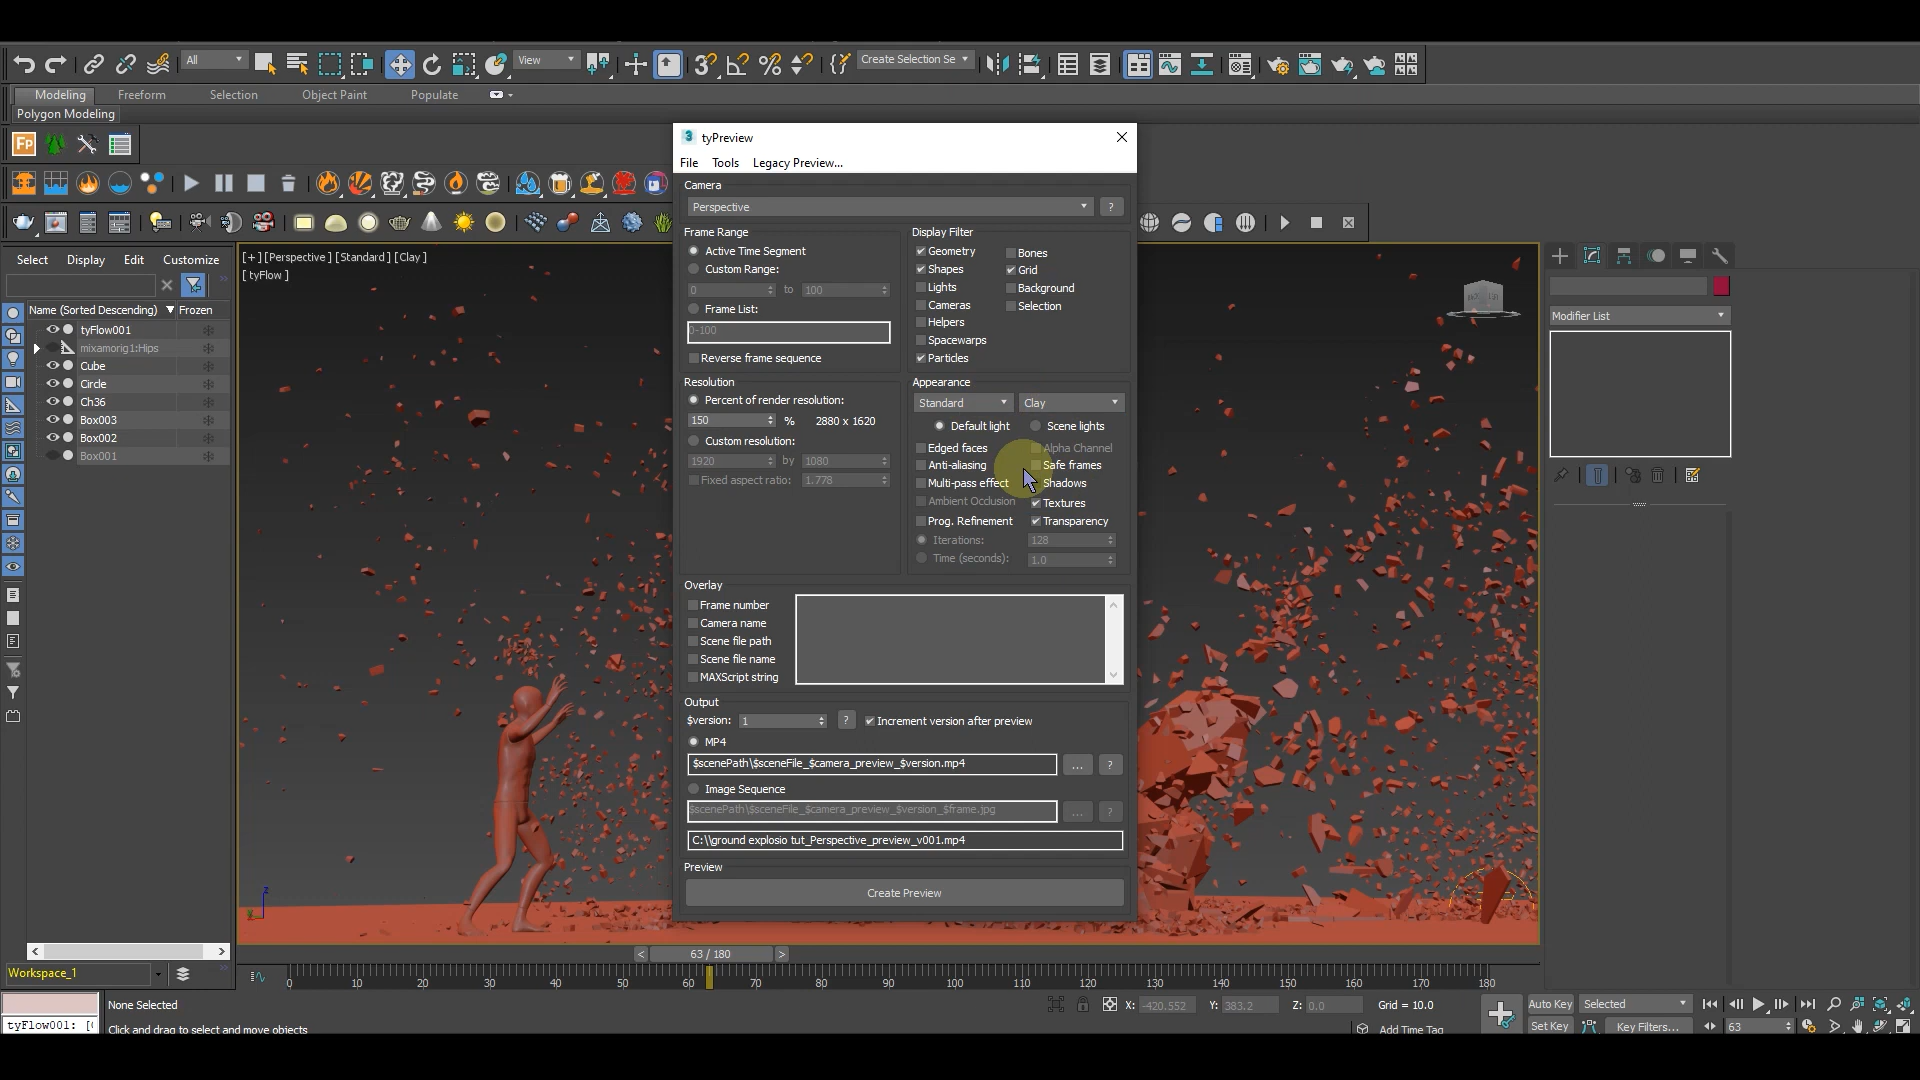 All
View
Create Selection Se
Modeling
Freeform
Selection
Object Paint
Populate
Polygon Modeling
Select
Display
Edit
Customize
Name (Sorted Descending)
Frozen
tyFlow001
mixamorig1:Hips
Cube
Circle
Ch36
Box003
Box002
Box001
[+] [Perspective ] [Standard ] [Clay ]
[ tyFlow ]
tyPreview
File
Tools
Legacy Preview...
Camera
Perspective
?
Frame Range
Active Time Segment
Custom Range:
0
to
100
Frame List:
0-100
Reverse frame sequence
Display Filter
Geometry
Shapes
Lights
Cameras
Helpers
Spacewarps
Particles
Bones
Grid
Background
Selection
Resolution
Percent of render resolution:
150
%
2880 x 1620
Custom resolution:
1920
by
1080
Fixed aspect ratio:
1.778
Appearance
Standard
Clay
Default light
Scene lights
Edged faces
Alpha Channel
Anti-aliasing
Safe frames
Multi-pass effect
Shadows
Ambient Occlusion
Textures
Prog. Refinement
Transparency
Iterations:
128
Time (seconds):
1.0
Overlay
Frame number
Camera name
Scene file path
Scene file name
MAXScript string
Output
$version:
1
?
Increment version after preview
MP4
$scenePath\$sceneFile_$camera_preview_$version.mp4
...
?
Image Sequence
$scenePath\$sceneFile_$camera_preview_$version_$frame.jpg
...
?
C:\\ground explosio tut_Perspective_preview_v001.mp4
Preview
Create Preview
Modifier List
63 / 180
0
10
20
30
40
50
60
70
80
90
100
110
120
130
140
150
160
170
180
Workspace_1
None Selected
X: -420.552
Y: 383.2
Z: 0.0
Grid = 10.0
Auto Key
Selected
tyFlow001: [
Click and drag to select and move objects
Add Time Tag
Set Key
Key Filters...
63